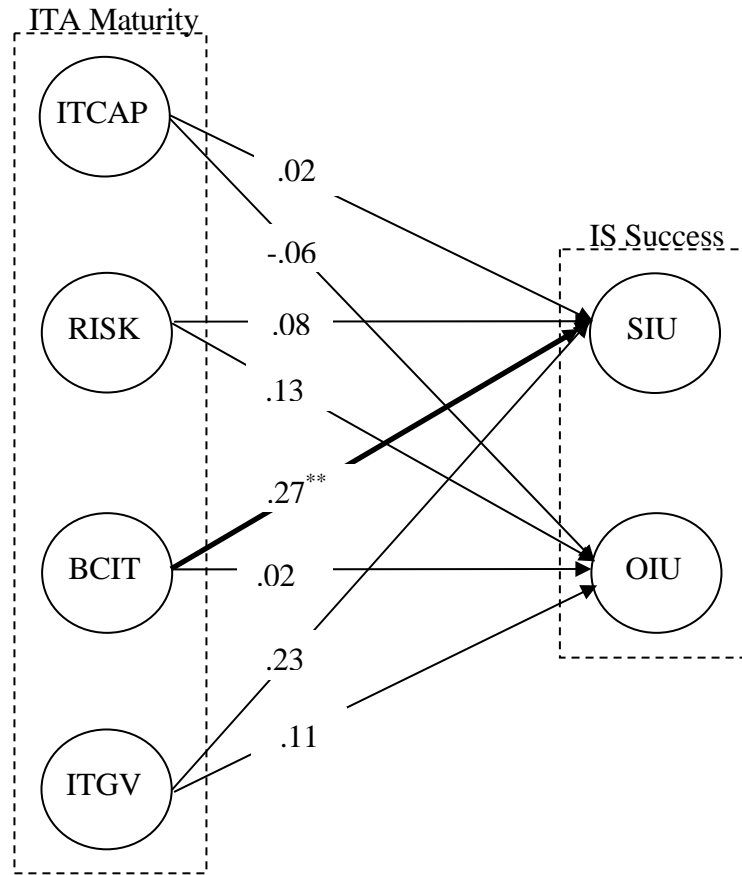 ITA Maturity
ITCAP
.02
-.06
IS Success
RISK
.08
SIU
.13
.27**
BCIT
.02
OIU
.23
.11
ITGV